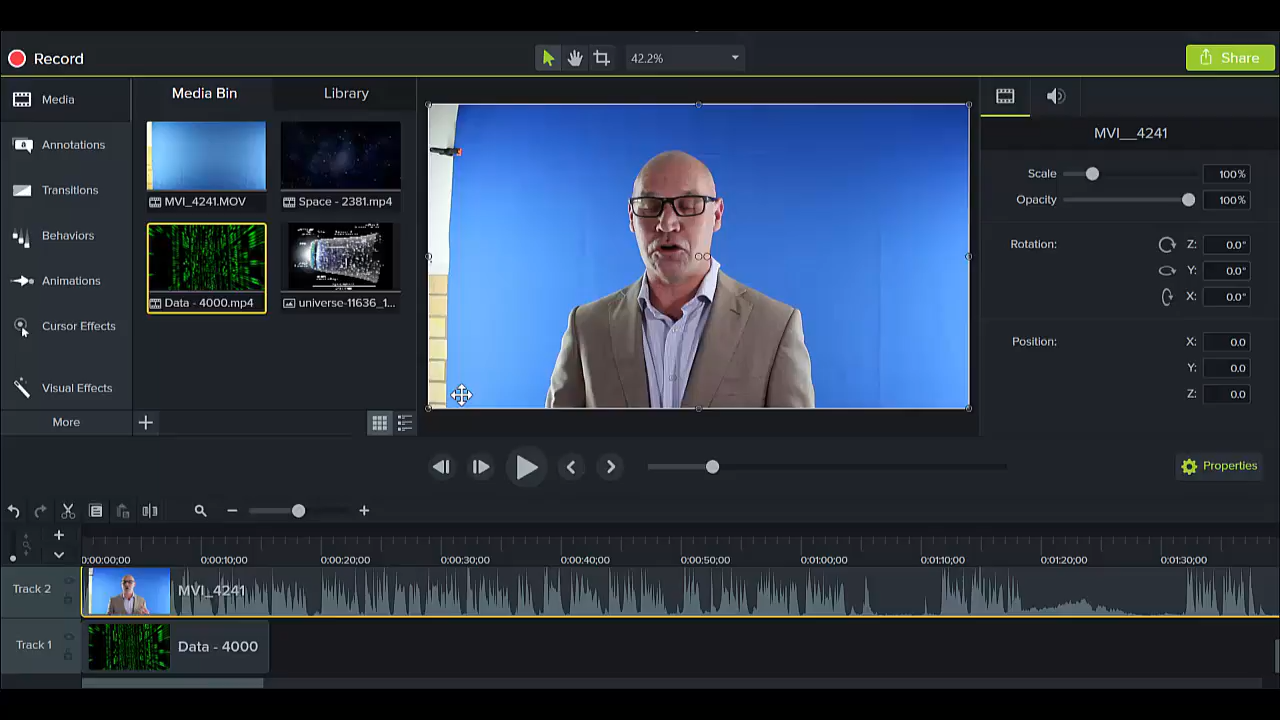 Record
42.2%
Share
Media
Annotations
Transitions
Behaviors
Animations
Cursor Effects
Visual Effects
More
Media Bin
Library
MVI_4241.MOV
Space - 2381.mp4
Data - 4000.mp4
universe-11636_1...
MVI__4241
Scale
100%
Opacity
100%
Rotation:
Z:
0.0°
Y:
0.0°
X:
0.0°
Position:
X:
0.0
Y:
0.0
Z:
0.0
Properties
0:00:00;00
0:00:10;00
0:00:20;00
0:00:30;00
0:00:40;00
0:00:50;00
0:01:00;00
0:01:10;00
0:01:20;00
0:01:30;00
Track 2
MVI_4241
Track 1
Data - 4000